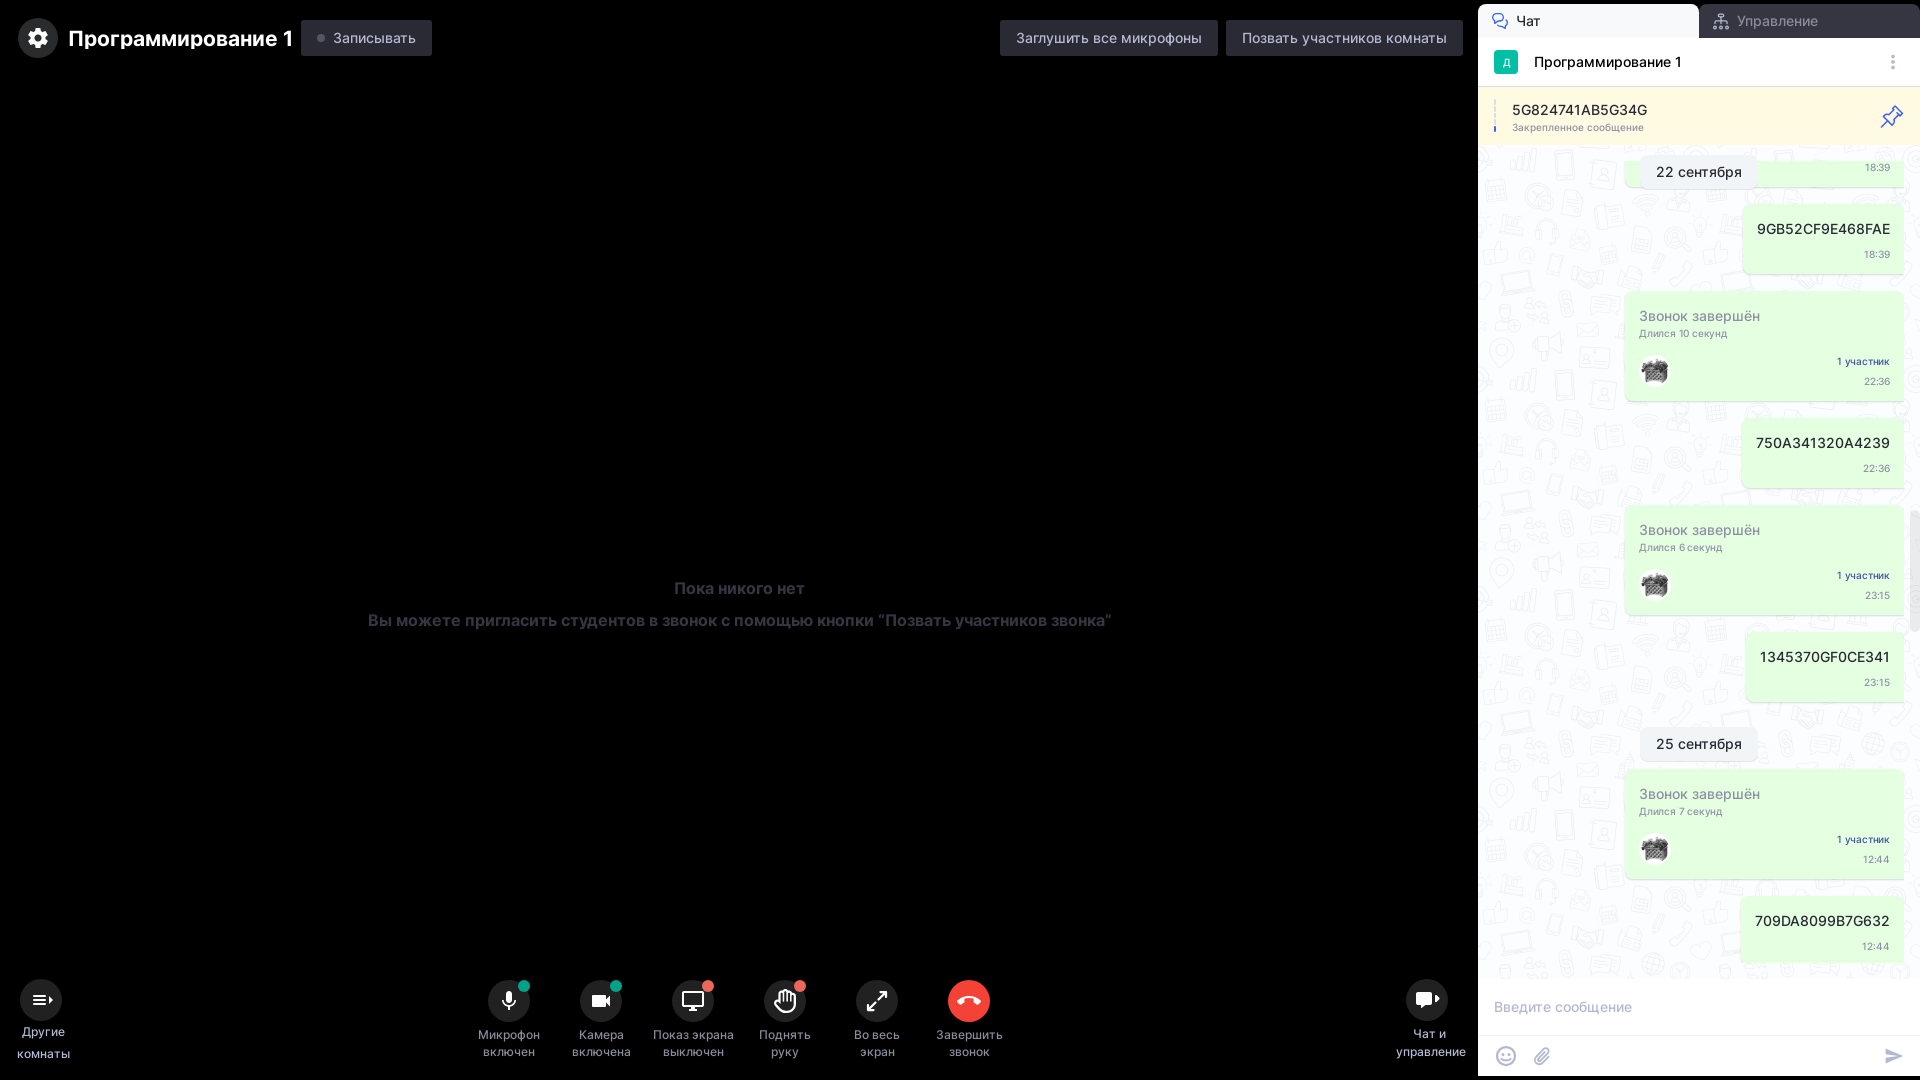 Программирование 1
Записывать
Заглушить все микрофоны
Позвать участников комнаты
Пока никого нет
Вы можете пригласить студентов в звонок с помощью кнопки “Позвать участников звонка”
Другие
комнаты
Микрофон
включен
Камера
включена
Показ экрана
выключен
Поднять
руку
Во весь
экран
Завершить
звонок
Чат и
управление
Чат
Управление
Д
Программирование 1
5G824741AB5G34G
Закрепленное сообщение
18:39
22 сентября
9GB52CF9E468FAE
18:39
Звонок завершён
Длился 10 секунд
1 участник
22:36
750A341320A4239
22:36
Звонок завершён
Длился 6 секунд
1 участник
23:15
1345370GF0CE341
23:15
25 сентября
Звонок завершён
Длился 7 секунд
1 участник
12:44
709DA8099B7G632
12:44
Введите сообщение